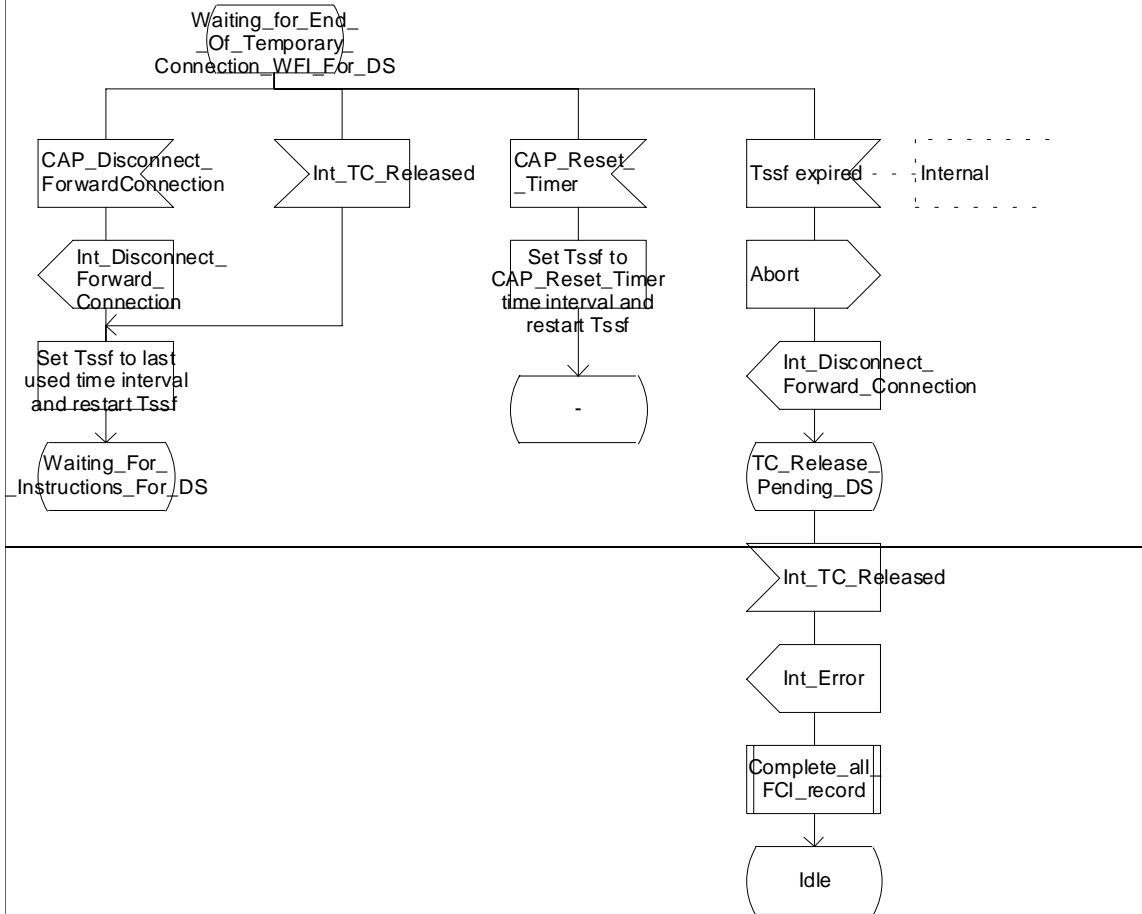 Waiting_for_End_
_Of_Temporary_
Connection_WFI_For_DS
CAP_Disconnect_
ForwardConnection
Int_TC_Released
CAP_Reset_
_Timer
Tssf expired
Internal
Int_Disconnect_
Forward_
Connection
Set Tssf to
CAP_Reset_Timer
time interval and
restart Tssf
Abort
Set Tssf to last
used time interval
and restart Tssf
-
Int_Disconnect_
Forward_Connection
Waiting_For_
_Instructions_For_DS
TC_Release_
Pending_DS
Int_TC_Released
Int_Error
Complete_all_
FCI_record
Idle